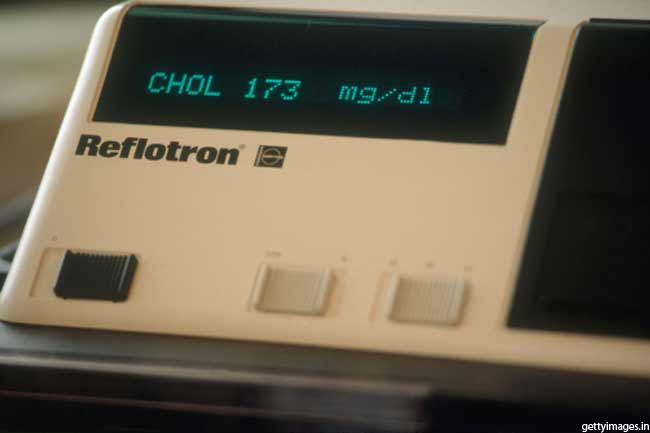 CHOL 173 mg/dl
Reflotron®
gettyimages.in